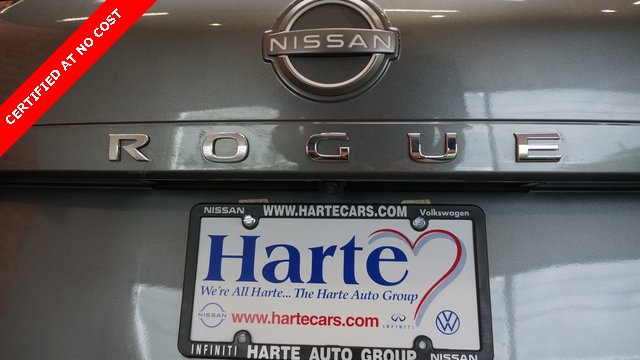 CERTIFIED AT NO COST
NISSAN
ROGUE
NISSAN WWW.HARTECARS.COM Volkswagen
Harte
We're All Harte... The Harte Auto Group
www.hartecars.com INFINITI
INFINITI HARTE AUTO GROUP NISSAN